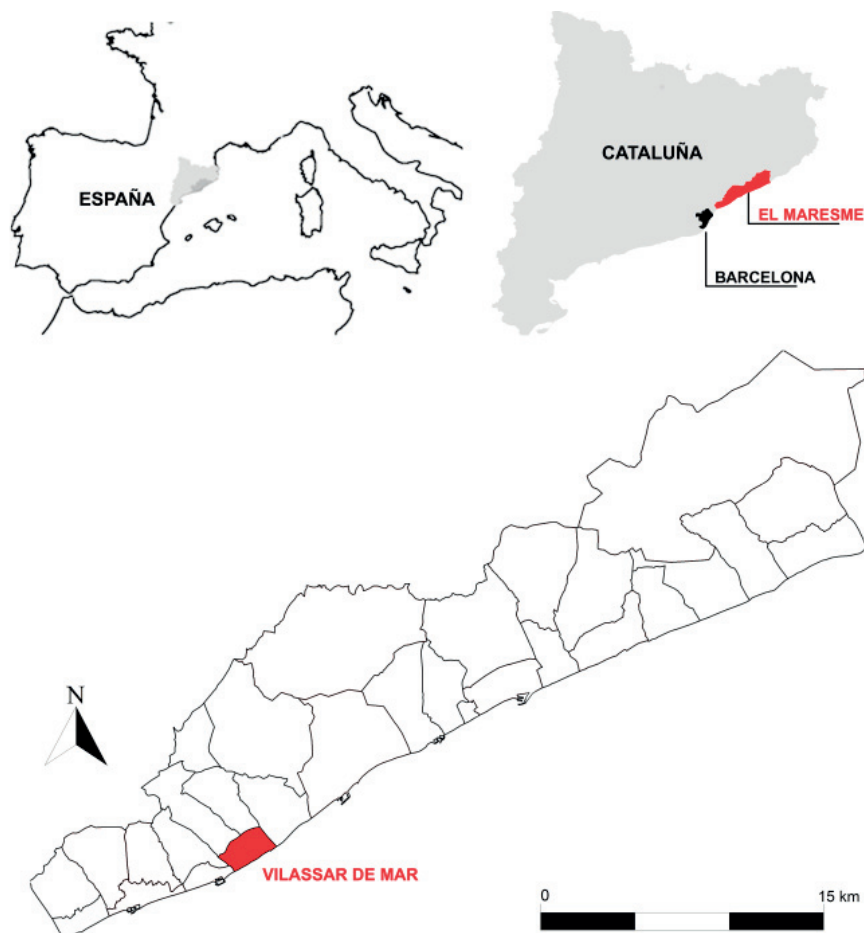 ESPAÑA
CATALUÑA
EL MARESME
BARCELONA
N
VILASSAR DE MAR
0 15 km